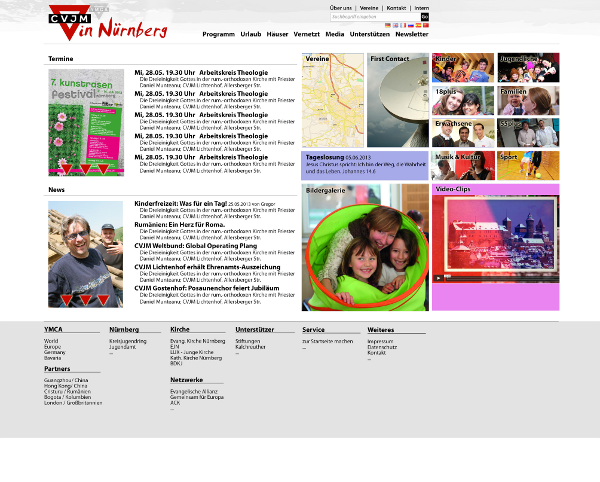 Über uns | Vereine | Kontakt | Intern
Go
CVJM
in Nürnberg
Programm Urlaub Häuser Vernetzt Media Unterstützen Newsletter
Termine
7. kunstrasen
festival
Mi, 28.05. 19.30 Uhr Arbeitskreis Theologie
Die Dreieinigkeit Gottes in der rum.-orthodoxen Kirche mit Priester
Daniel Munteanu; CVJM Lichtenhof, Allersberger Str.
Mi, 28.05. 19.30 Uhr Arbeitskreis Theologie
Die Dreieinigkeit Gottes in der rum.-orthodoxen Kirche mit Priester
Daniel Munteanu; CVJM Lichtenhof, Allersberger Str.
Mi, 28.05. 19.30 Uhr Arbeitskreis Theologie
Die Dreieinigkeit Gottes in der rum.-orthodoxen Kirche mit Priester
Daniel Munteanu; CVJM Lichtenhof, Allersberger Str.
Mi, 28.05. 19.30 Uhr Arbeitskreis Theologie
Die Dreieinigkeit Gottes in der rum.-orthodoxen Kirche mit Priester
Daniel Munteanu; CVJM Lichtenhof, Allersberger Str.
Mi, 28.05. 19.30 Uhr Arbeitskreis Theologie
Die Dreieinigkeit Gottes in der rum.-orthodoxen Kirche mit Priester
Daniel Munteanu; CVJM Lichtenhof, Allersberger Str.
Vereine
First Contact
Kinder
Jugendliche
18plus
Familien
Erwachsene
55plus
Musik & Kultur
Sport
Tageslosung 05.06.2013
Jesus Christus spricht: Ich bin der Weg, die Wahrheit
und das Leben. Johannes 14,6
News
Kinderfreizeit: Was für ein Tag! 25.05.2013 von: Gregor
Die Dreieinigkeit Gottes in der rum.-orthodoxen Kirche mit Priester
Daniel Munteanu; CVJM Lichtenhof, Allersberger Str.
Rumänien: Ein Herz für Roma.
Die Dreieinigkeit Gottes in der rum.-orthodoxen Kirche mit Priester
Daniel Munteanu; CVJM Lichtenhof, Allersberger Str.
CVJM Weltbund: Global Operating Plang
Die Dreieinigkeit Gottes in der rum.-orthodoxen Kirche mit Priester
Daniel Munteanu; CVJM Lichtenhof, Allersberger Str.
CVJM Lichtenhof erhält Ehrenamts-Auszeichung
Die Dreieinigkeit Gottes in der rum.-orthodoxen Kirche mit Priester
Daniel Munteanu; CVJM Lichtenhof, Allersberger Str.
CVJM Gostenhof: Posaunenchor feiert Jubiläum
Die Dreieinigkeit Gottes in der rum.-orthodoxen Kirche mit Priester
Daniel Munteanu; CVJM Lichtenhof, Allersberger Str.
Bildergalerie
Video-Clips
YMCA
World
Europe
Germany
Bavaria
Partners
Guangzhou/ China
Hong Kong/ China
Cristuru / Rumänien
Bogota / Kolumbien
London / Großbritannien
Nürnberg
Kreisjugendring
Jugendamt
...
Kirche
Evang. Kirche Nürnberg
EJN
LUX - Junge Kirche
Kath. Kirche Nürnberg
BDKJ
Netzwerke
Evangelische Allianz
Gemeinsam für Europa
ACK
...
Unterstützer
Stiftungen
Kalchreuther
...
Service
zur Startseite machen
...
Weiteres
Impressum
Datenschutz
Kontakt
...